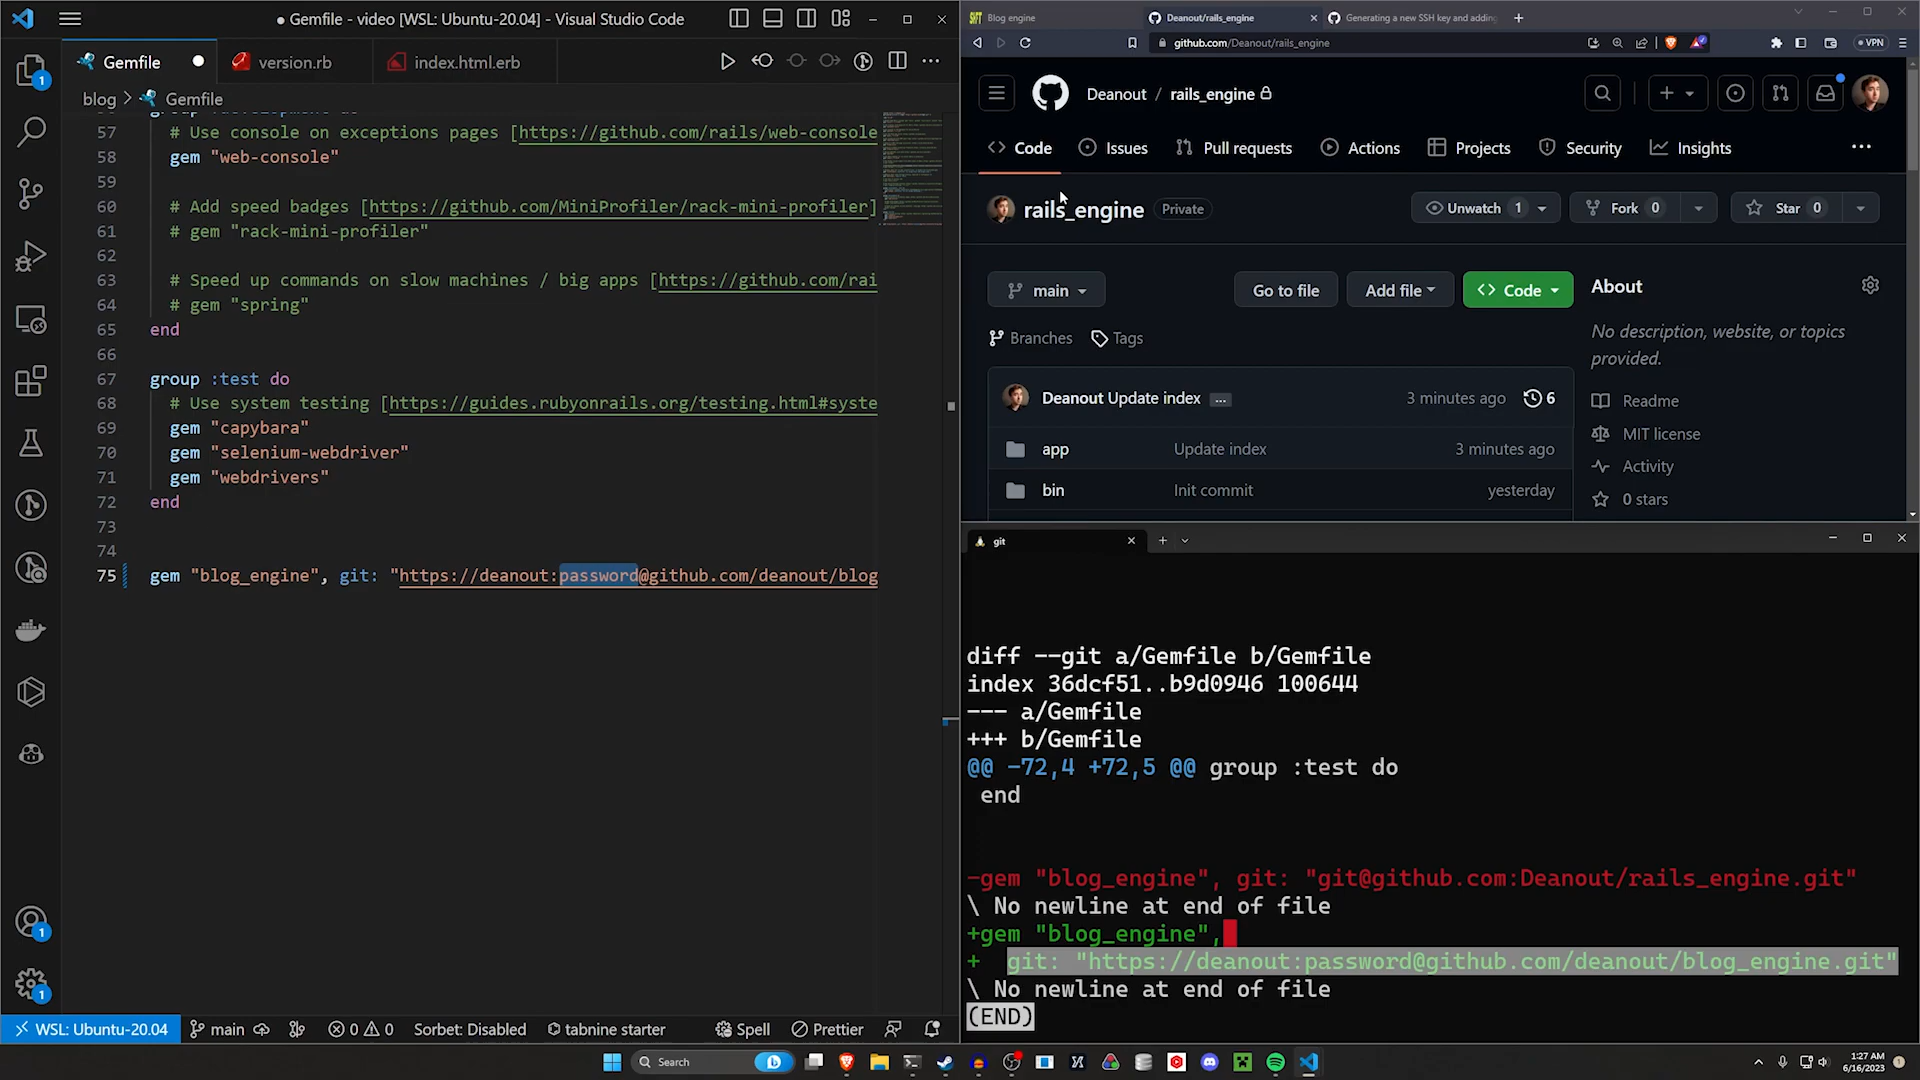 ● Gemfile - video [WSL: Ubuntu-20.04] - Visual Studio Code
Gemfile
version.rb
index.html.erb
blog > Gemfile
57 # Use console on exceptions pages [https://github.com/rails/web-console
58 gem "web-console"
59
60 # Add speed badges [https://github.com/MiniProfiler/rack-mini-profiler]
61 # gem "rack-mini-profiler"
62
63 # Speed up commands on slow machines / big apps [https://github.com/rai
64 # gem "spring"
65 end
66
67 group :test do
68 # Use system testing [https://guides.rubyonrails.org/testing.html#syste
69 gem "capybara"
70 gem "selenium-webdriver"
71 gem "webdrivers"
72 end
73
74
75 gem "blog_engine", git: "https://deanout:password@github.com/deanout/blog
1
1
1
WSL: Ubuntu-20.04
main
0
0
Sorbet: Disabled
tabnine starter
Spell
Prettier
Blog engine
Deanout/rails_engine
Generating a new SSH key and adding
github.com/Deanout/rails_engine
VPN
Deanout / rails_engine
Code
Issues
Pull requests
Actions
Projects
Security
Insights
rails_engine Private
Unwatch 1
Fork 0
Star 0
main
Go to file
Add file
<> Code
About
Branches
Tags
No description, website, or topics
provided.
Deanout Update index ... 3 minutes ago 6
app Update index 3 minutes ago
bin Init commit yesterday
Readme
MIT license
Activity
0 stars
git
diff --git a/Gemfile b/Gemfile
index 36dcf51..b9d0946 100644
--- a/Gemfile
+++ b/Gemfile
@@ -72,4 +72,5 @@ group :test do
end
-gem "blog_engine", git: "git@github.com:Deanout/rails_engine.git"
\ No newline at end of file
+gem "blog_engine",
+ git: "https://deanout:password@github.com/deanout/blog_engine.git"
\ No newline at end of file
(END)
Search
1:27 AM
6/16/2023